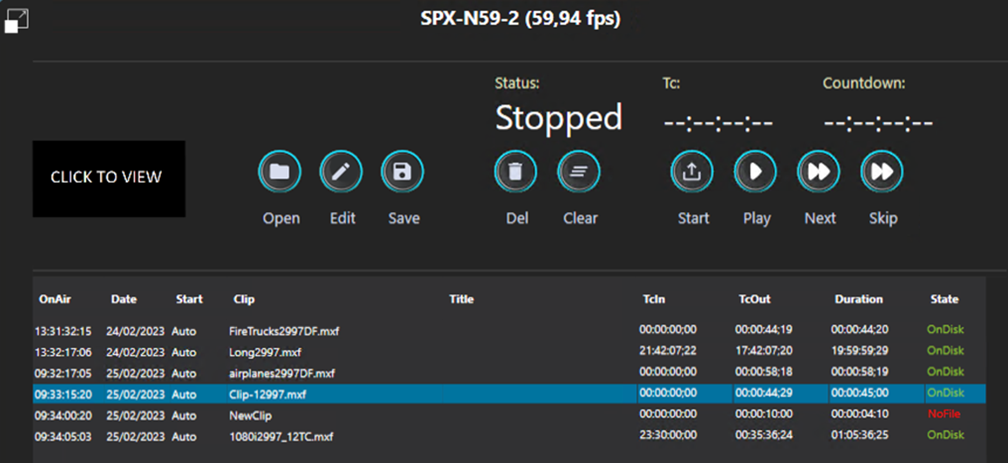 SPX-N59-2 (59,94 fps)
Status: Tc: Countdown:
Stopped --:--:--:-- --:--:--:--
CLICK TO VIEW
Open Edit Save Del Clear Start Play Next Skip
OnAir Date Start Clip Title TcIn TcOut Duration State
13:31:32:15 24/02/2023 Auto FireTrucks2997DF.mxf 00:00:00;00 00:00:44;19 00:00:44;20 OnDisk
13:32:17:06 24/02/2023 Auto Long2997.mxf 21:42:07;22 17:42:07;20 19:59:59;29 OnDisk
09:32:17:05 25/02/2023 Auto airplanes2997DF.mxf 00:00:00;00 00:00:58;18 00:00:58;19 OnDisk
09:33:15:20 25/02/2023 Auto Clip-12997.mxf 00:00:00;00 00:00:44;29 00:00:45;00 OnDisk
09:34:00:20 25/02/2023 Auto NewClip 00:00:00:00 00:00:10:00 00:00:04:10 NoFile
09:34:05:03 25/02/2023 Auto 1080i2997_12TC.mxf 23:30:00;00 00:35:36;24 01:05:36;25 OnDisk